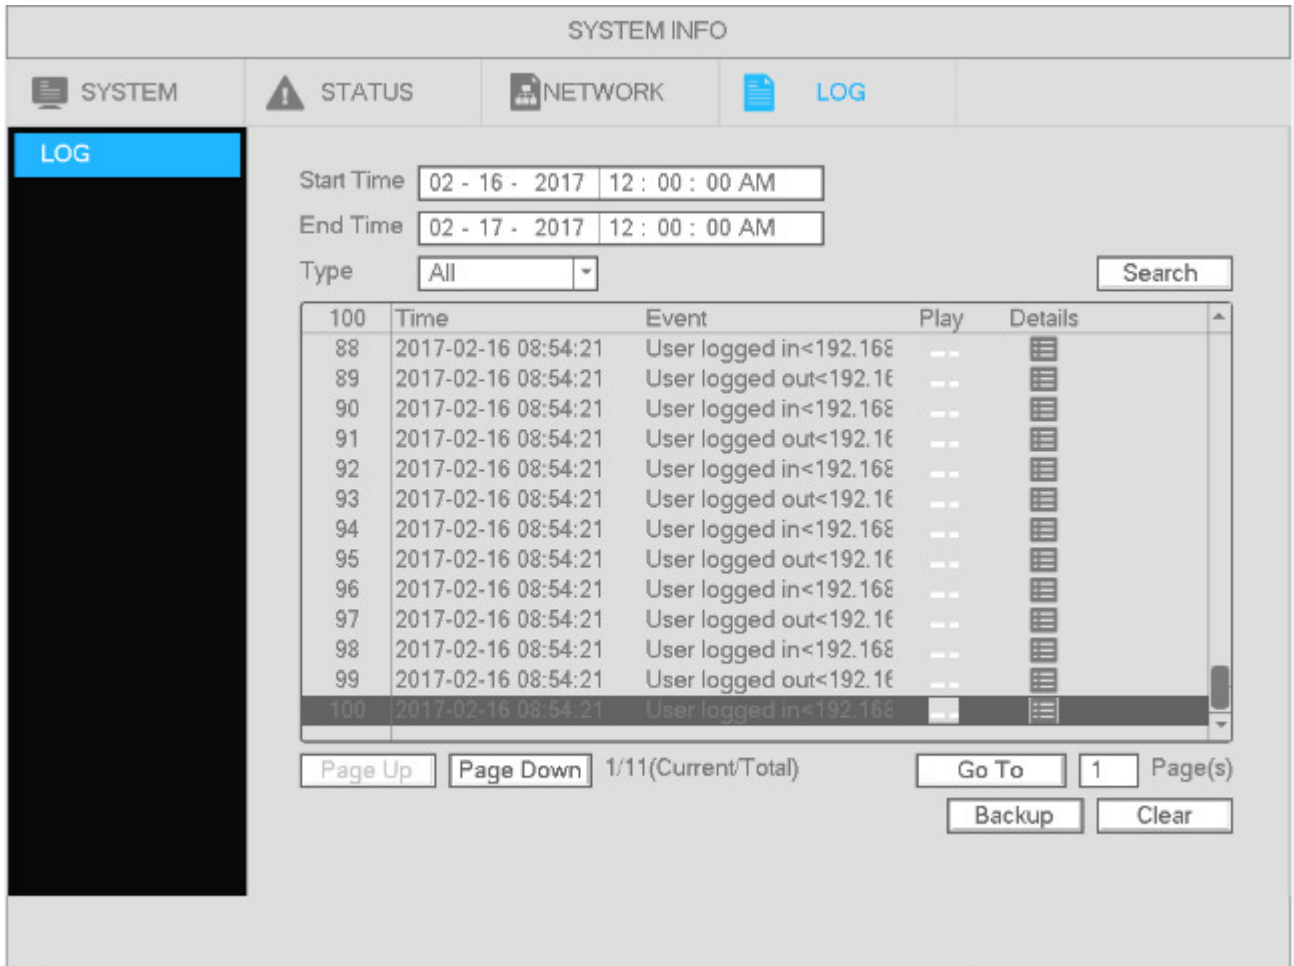 SYSTEM INFO
SYSTEM STATUS NETWORK LOG
LOG
Start Time 02 - 16 - 2017 12 : 00 : 00 AM
End Time 02 - 17 - 2017 12 : 00 : 00 AM
Type All Search
100 Time Event Play Details
88 2017-02-16 08:54:21 User logged in<192.168
89 2017-02-16 08:54:21 User logged out<192.16
90 2017-02-16 08:54:21 User logged in<192.168
91 2017-02-16 08:54:21 User logged out<192.16
92 2017-02-16 08:54:21 User logged in<192.168
93 2017-02-16 08:54:21 User logged out<192.16
94 2017-02-16 08:54:21 User logged in<192.168
95 2017-02-16 08:54:21 User logged out<192.16
96 2017-02-16 08:54:21 User logged in<192.168
97 2017-02-16 08:54:21 User logged out<192.16
98 2017-02-16 08:54:21 User logged in<192.168
99 2017-02-16 08:54:21 User logged out<192.16
100 2017-02-16 08:54:21 User logged in<192.168
Page Up Page Down 1/11(Current/Total) Go To 1 Page(s)
Backup Clear